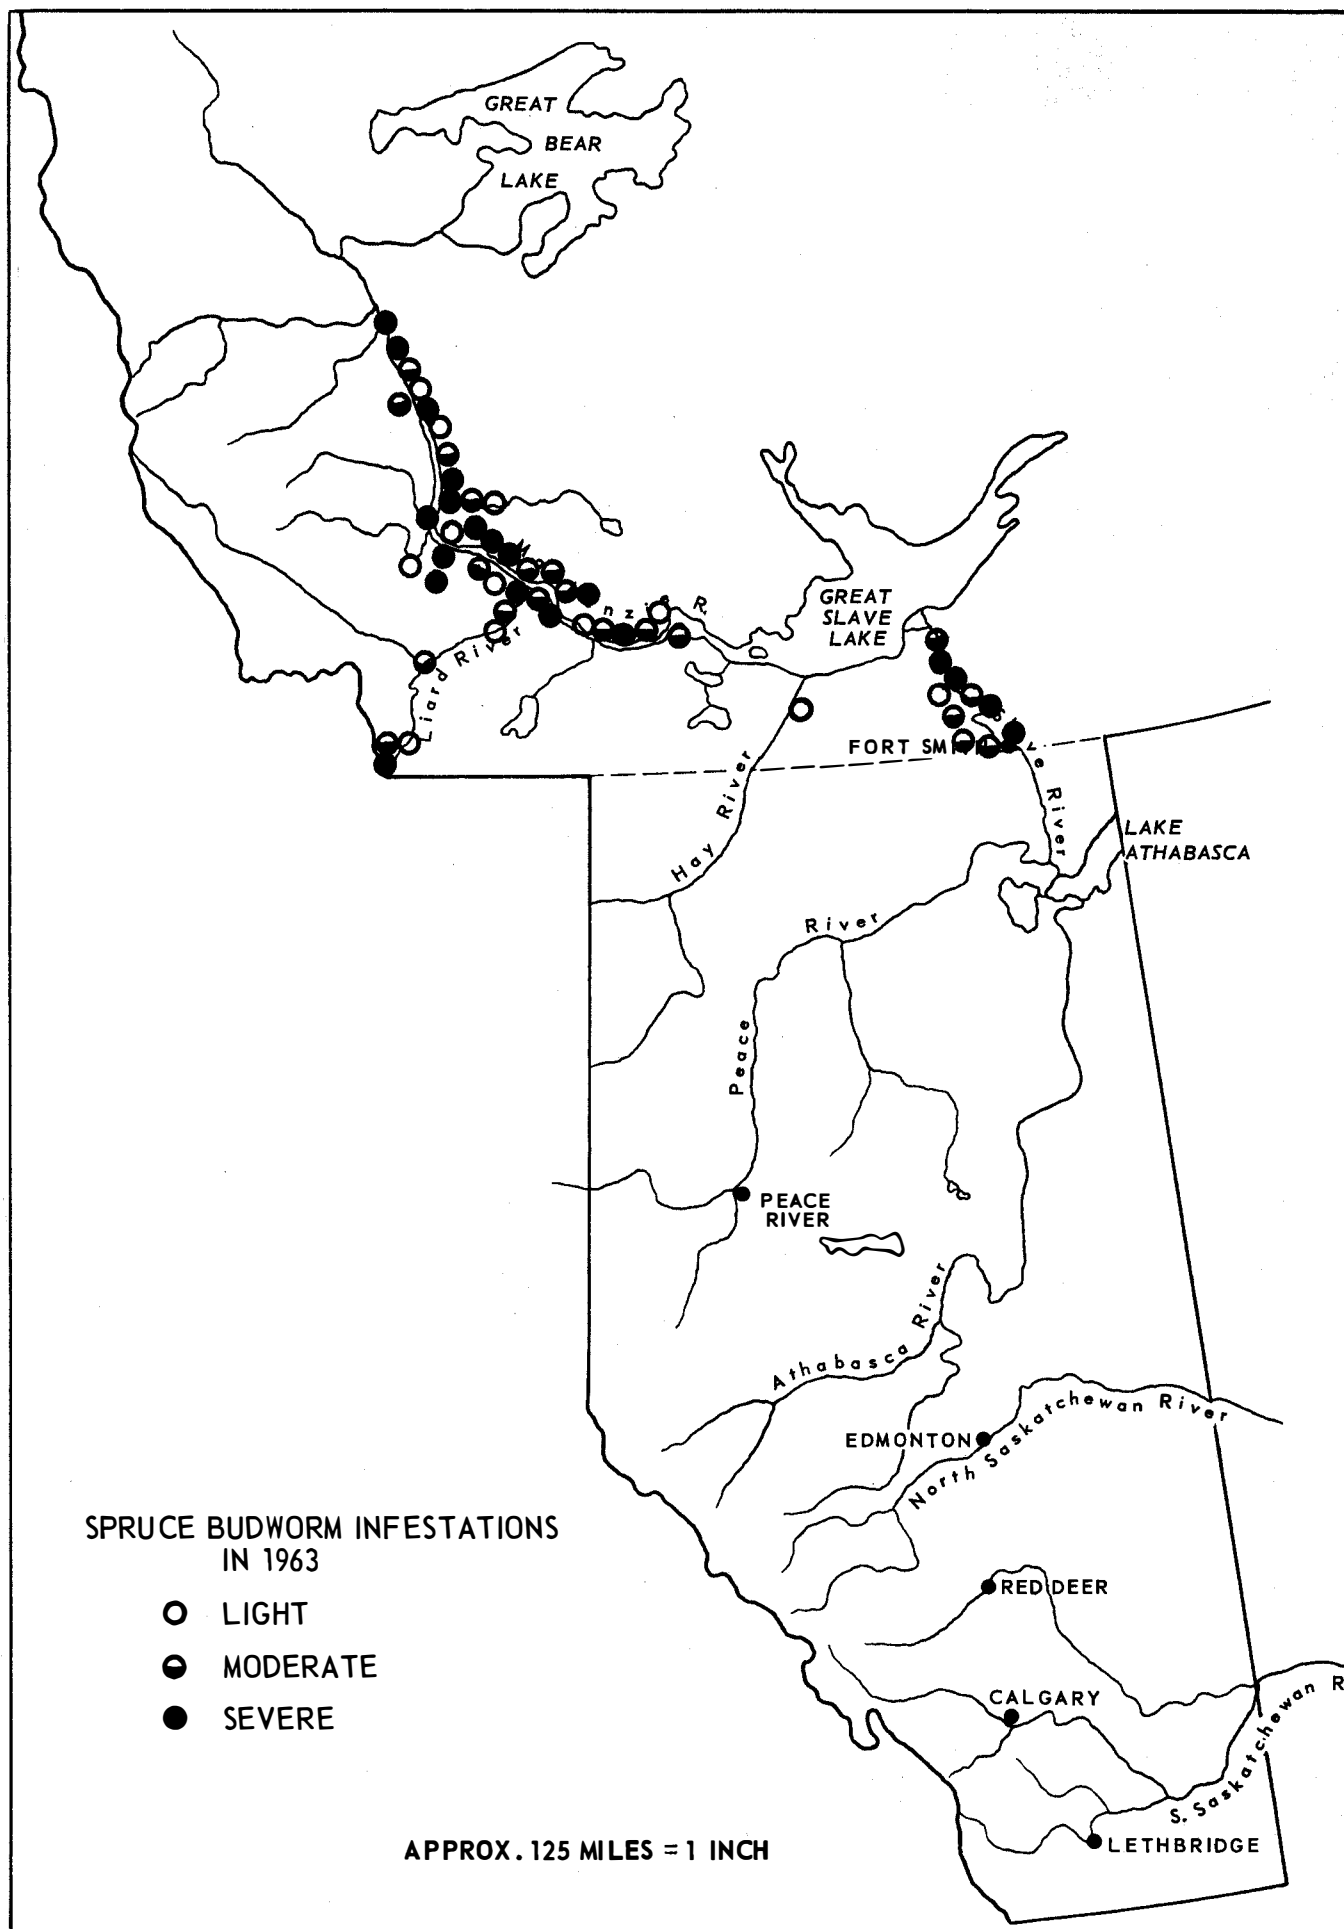 GREAT
BEAR
LAKE
R.
GREAT
SLAVE
LAKE
Liard River
FORT SMITH
Hay River
River
LAKE
ATHABASCA
River
Peace
PEACE
RIVER
Athabasca River
North Saskatchewan River
EDMONTON
SPRUCE BUDWORM INFESTATIONS
IN 1963
LIGHT
MODERATE
SEVERE
RED DEER
CALGARY
S. Saskatchewan R
LETHBRIDGE
APPROX. 125 MILES = 1 INCH